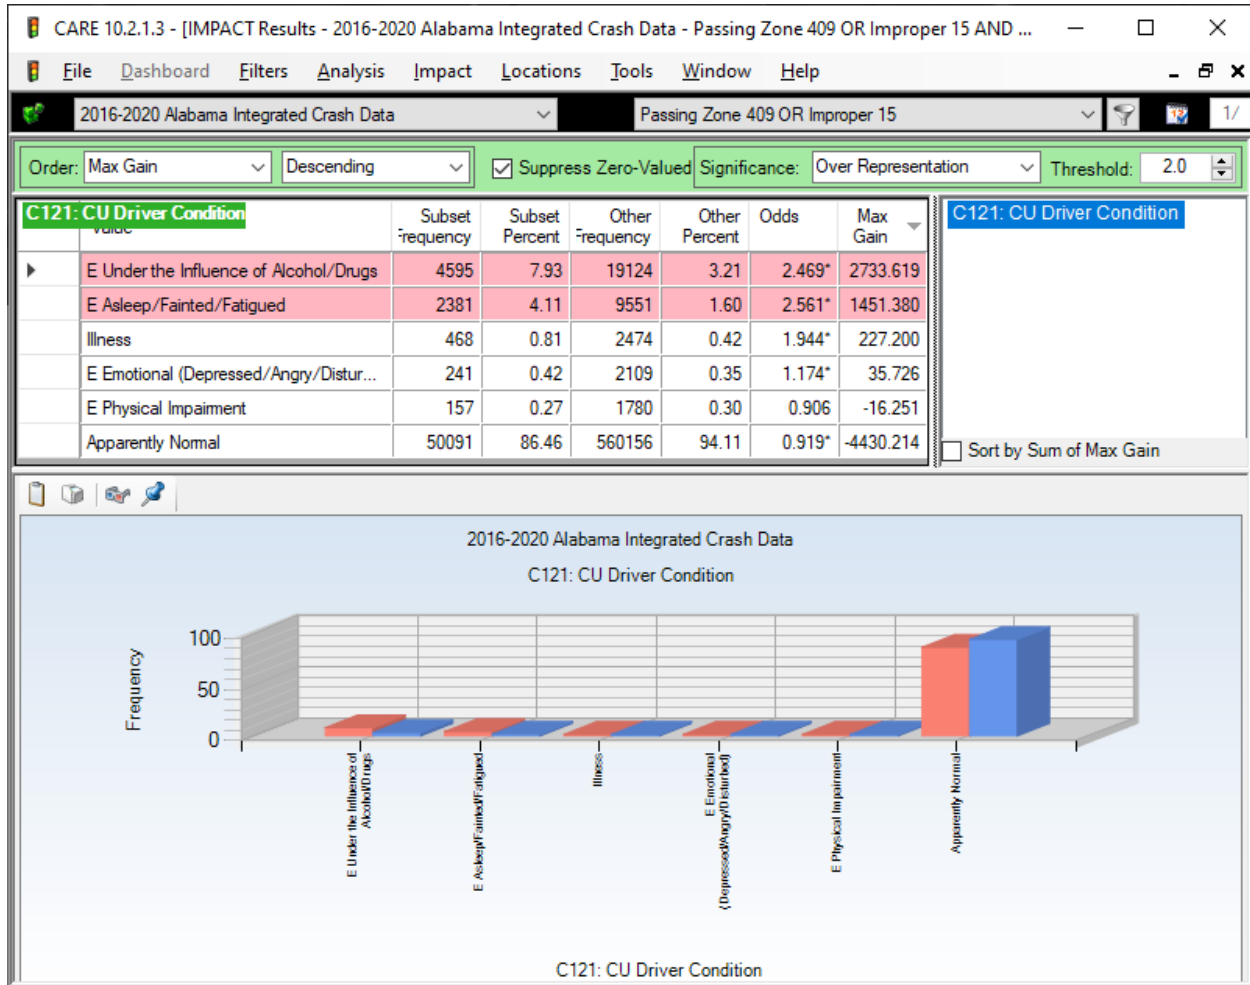 CARE 10.2.1.3 - [IMPACT Results - 2016-2020 Alabama Integrated Crash Data - Passing Zone 409 OR Improper 15 AND ...
File Dashboard Filters Analysis Impact Locations Tools Window Help
2016-2020 Alabama Integrated Crash Data Passing Zone 409 OR Improper 15 1/
Order: Max Gain Descending Suppress Zero-Valued Significance: Over Representation Threshold: 2.0
C121: CU Driver Condition Subset Subset Other Other Odds Max C121: CU Driver Condition
Value Frequency Percent Frequency Percent Gain
E Under the Influence of Alcohol/Drugs 4595 7.93 19124 3.21 2.469* 2733.619
E Asleep/Fainted/Fatigued 2381 4.11 9551 1.60 2.561* 1451.380
Illness 468 0.81 2474 0.42 1.944* 227.200
E Emotional (Depressed/Angry/Distur... 241 0.42 2109 0.35 1.174* 35.726
E Physical Impairment 157 0.27 1780 0.30 0.906 -16.251
Apparently Normal 50091 86.46 560156 94.11 0.919* -4430.214
Sort by Sum of Max Gain
2016-2020 Alabama Integrated Crash Data
C121: CU Driver Condition
Frequency
100
50
0
E Under the Influence of
Alcohol/Drugs
E Asleep/Fainted/Fatigued
Illness
E Emotional
(Depressed/Angry/Disturbed)
E Physical Impairment
Apparently Normal
C121: CU Driver Condition